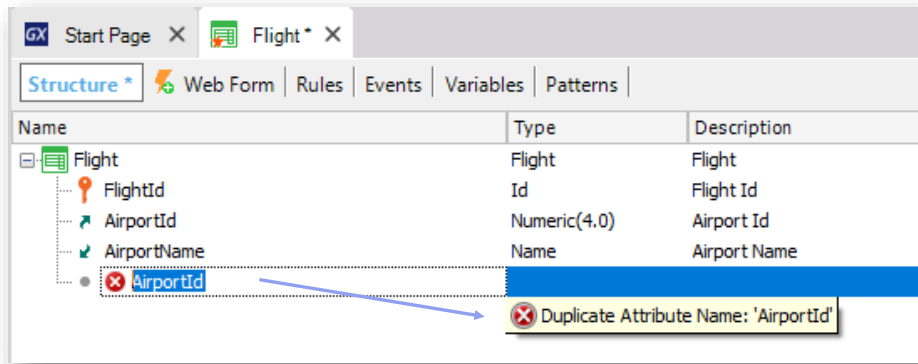 GX Start Page Flight *
Structure * Web Form Rules Events Variables Patterns
Name Type Description
Flight Flight Flight
FlightId Id Flight Id
AirportId Numeric(4.0) Airport Id
AirportName Name Airport Name
AirportId
Duplicate Attribute Name: 'AirportId'